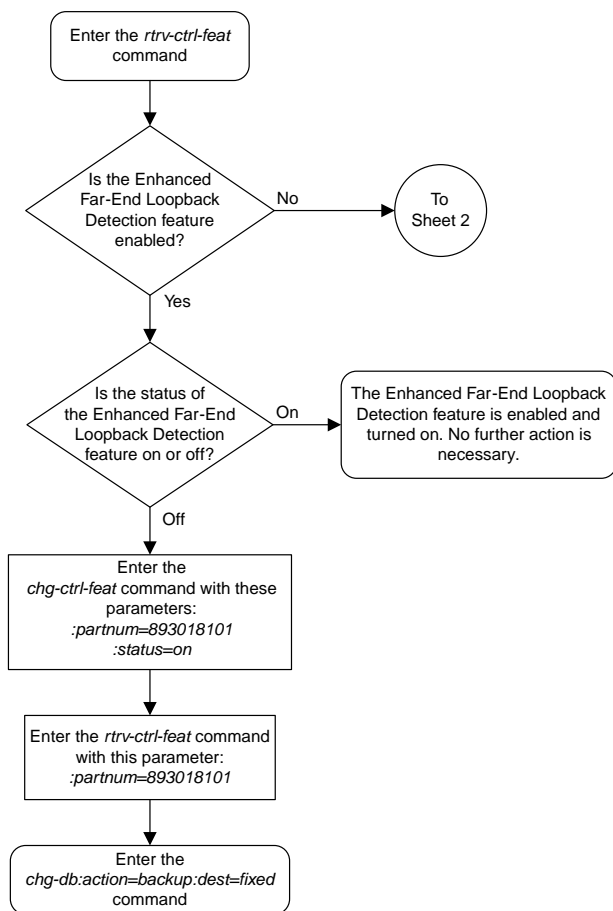 Enter the rtrv-ctrl-feat
command
Is the Enhanced
Far-End Loopback
Detection feature
enabled?
No
To
Sheet 2
Yes
Is the status of
the Enhanced Far-End
Loopback Detection
feature on or off?
On
The Enhanced Far-End Loopback
Detection feature is enabled and
turned on. No further action is
necessary.
Off
Enter the
chg-ctrl-feat command with these
parameters:
:partnum=893018101
:status=on
Enter the rtrv-ctrl-feat command
with this parameter:
:partnum=893018101
Enter the
chg-db:action=backup:dest=fixed
command